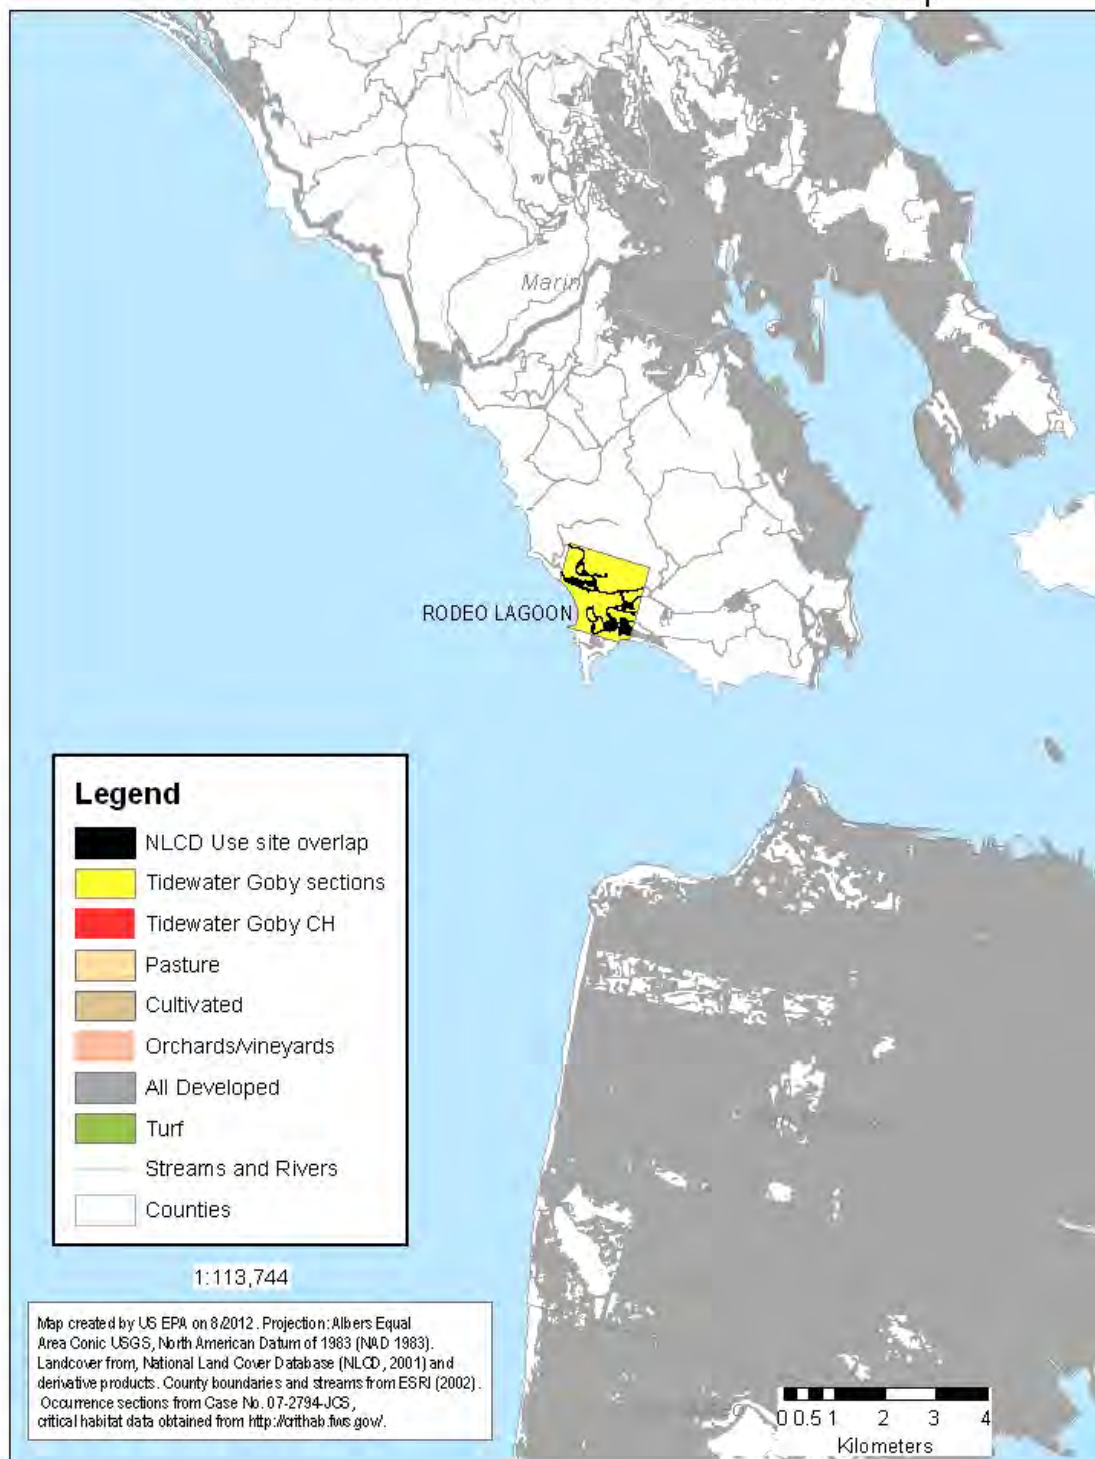 Marin
RODEO LAGOON
Legend
NLCD Use site overlap
Tidewater Goby sections
Tidewater Goby CH
Pasture
Cultivated
Orchards/vineyards
All Developed
Turf
Streams and Rivers
Counties
1:113,744
Map created by US EPA on 8/2012. Projection: Albers Equal
Area Conic USGS, North American Datum of 1983 (NAD 1983).
Landcover from, National Land Cover Database (NLCD, 2001) and
derivative products. County boundaries and streams from ESRI (2002).
Occurrence sections from Case No. 07-2794-JCS,
critical habitat data obtained from http://crithab.fws.gov/.
0 0.5 1 2 3 4
Kilometers